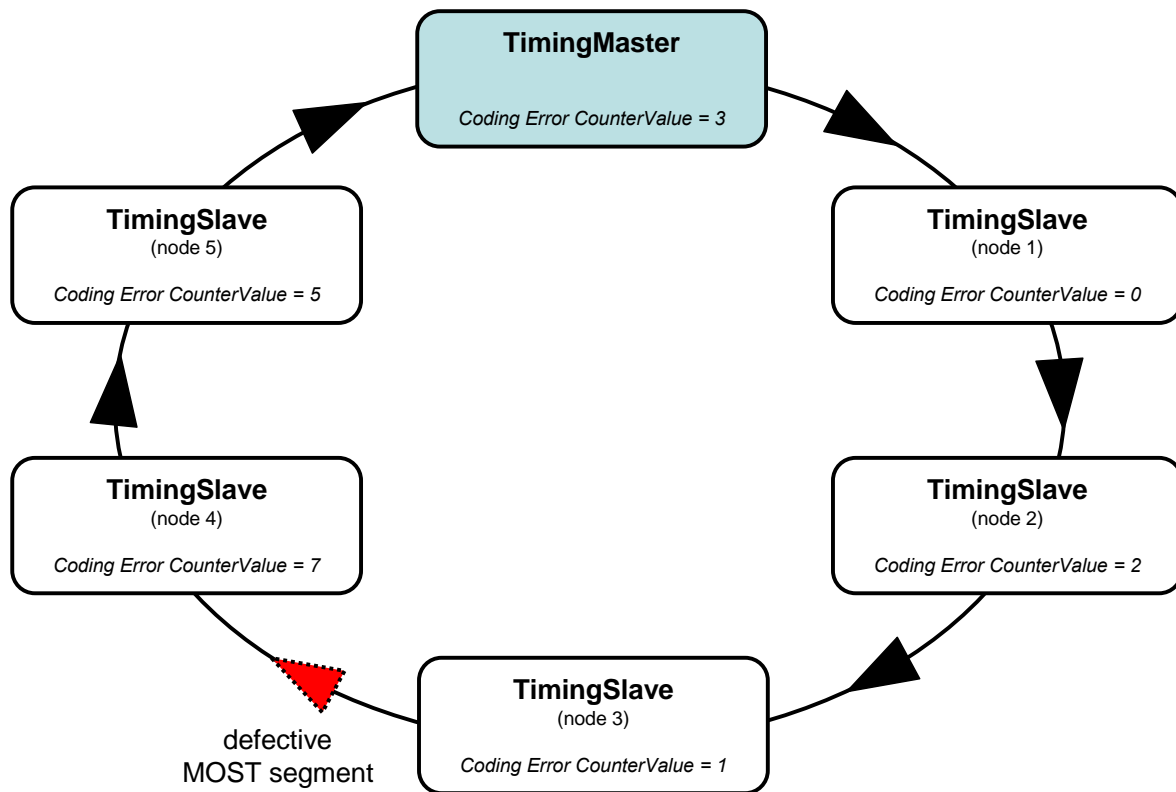 TimingMaster
Coding Error CounterValue = 3
TimingSlave
(node 5)
Coding Error CounterValue = 5
TimingSlave
(node 1)
Coding Error CounterValue = 0
TimingSlave
(node 4)
Coding Error CounterValue = 7
TimingSlave
(node 2)
Coding Error CounterValue = 2
TimingSlave
(node 3)
Coding Error CounterValue = 1
defective
MOST segment